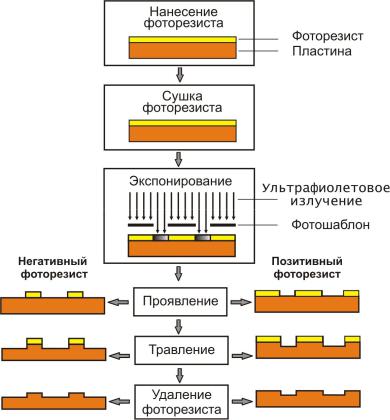 Нанесение
фоторезиста
Фоторезист
Пластина
Сушка
фоторезиста
Экспонирование
Ультрафиолетовое
излучение
Фотошаблон
Негативный
фоторезист
Позитивный
фоторезист
Проявление
Травление
Удаление
фоторезиста